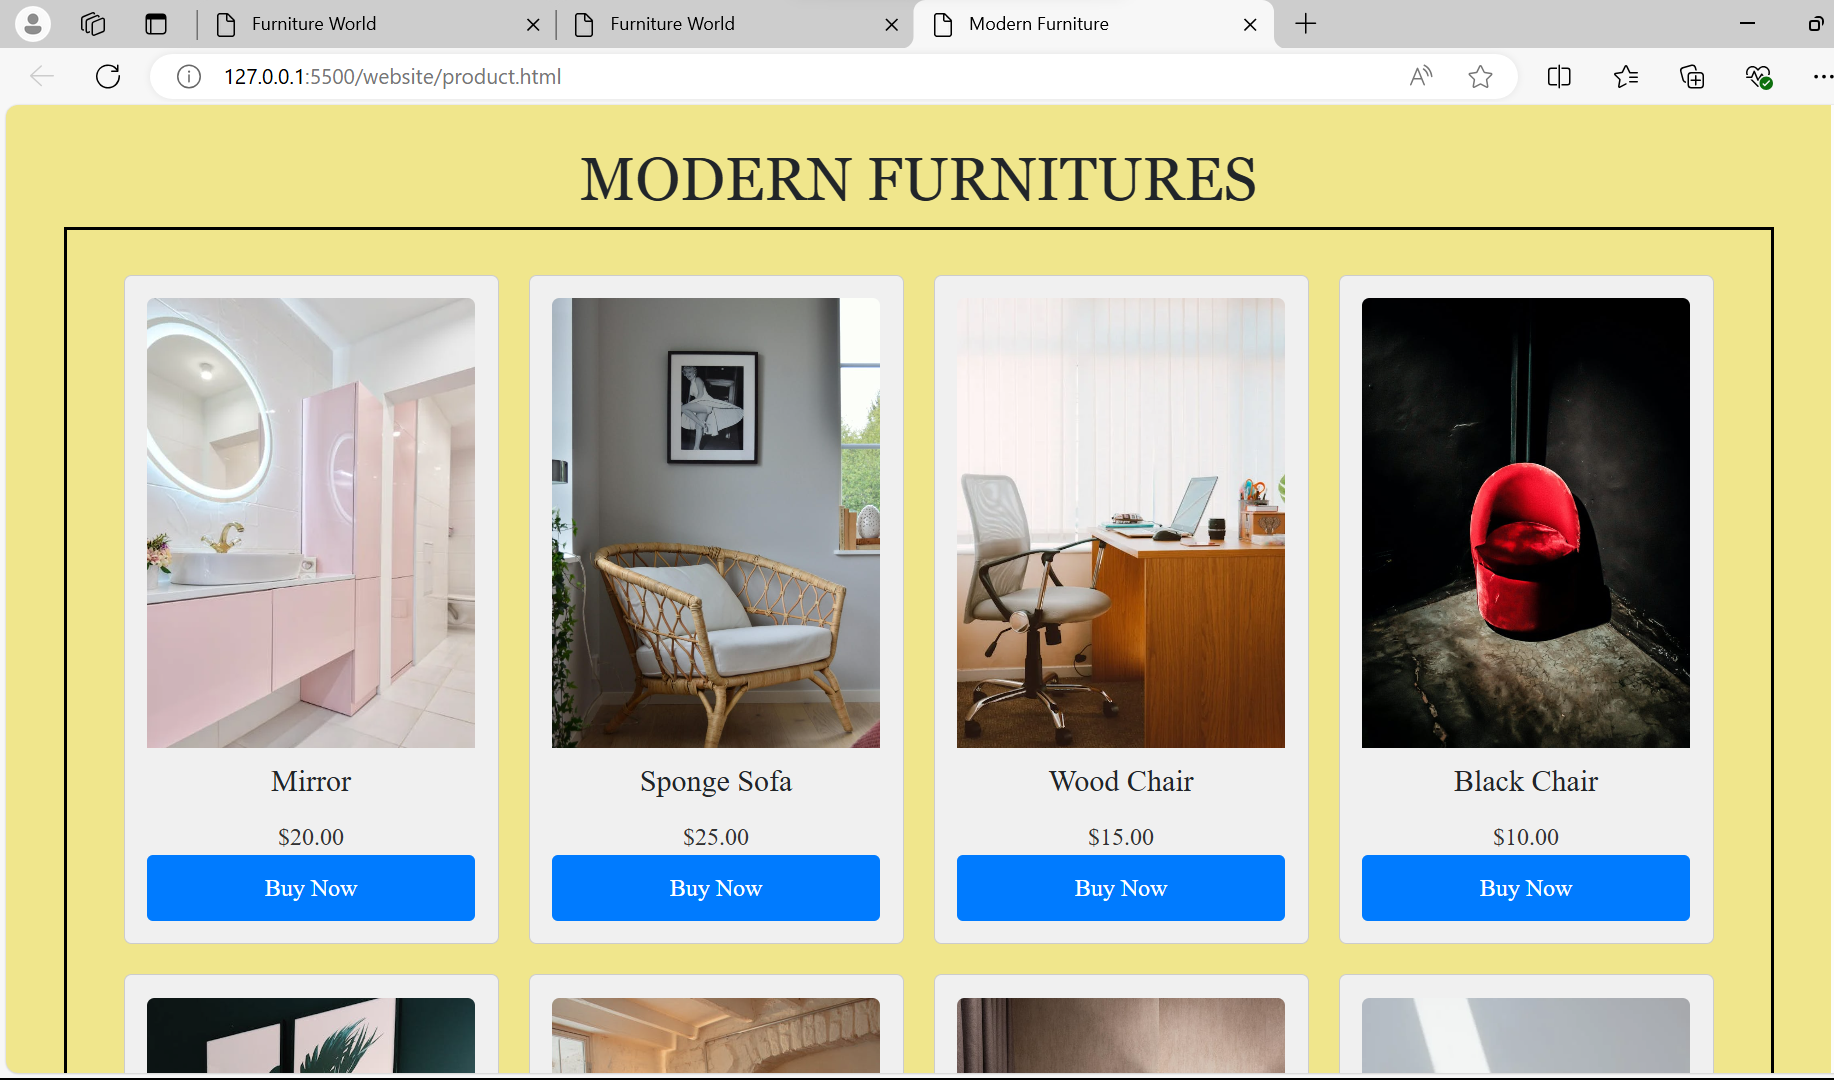 Furniture World
Furniture World
Modern Furniture
127.0.0.1:5500/website/product.html
MODERN FURNITURES
Mirror
$20.00
Buy Now
Sponge Sofa
$25.00
Buy Now
Wood Chair
$15.00
Buy Now
Black Chair
$10.00
Buy Now